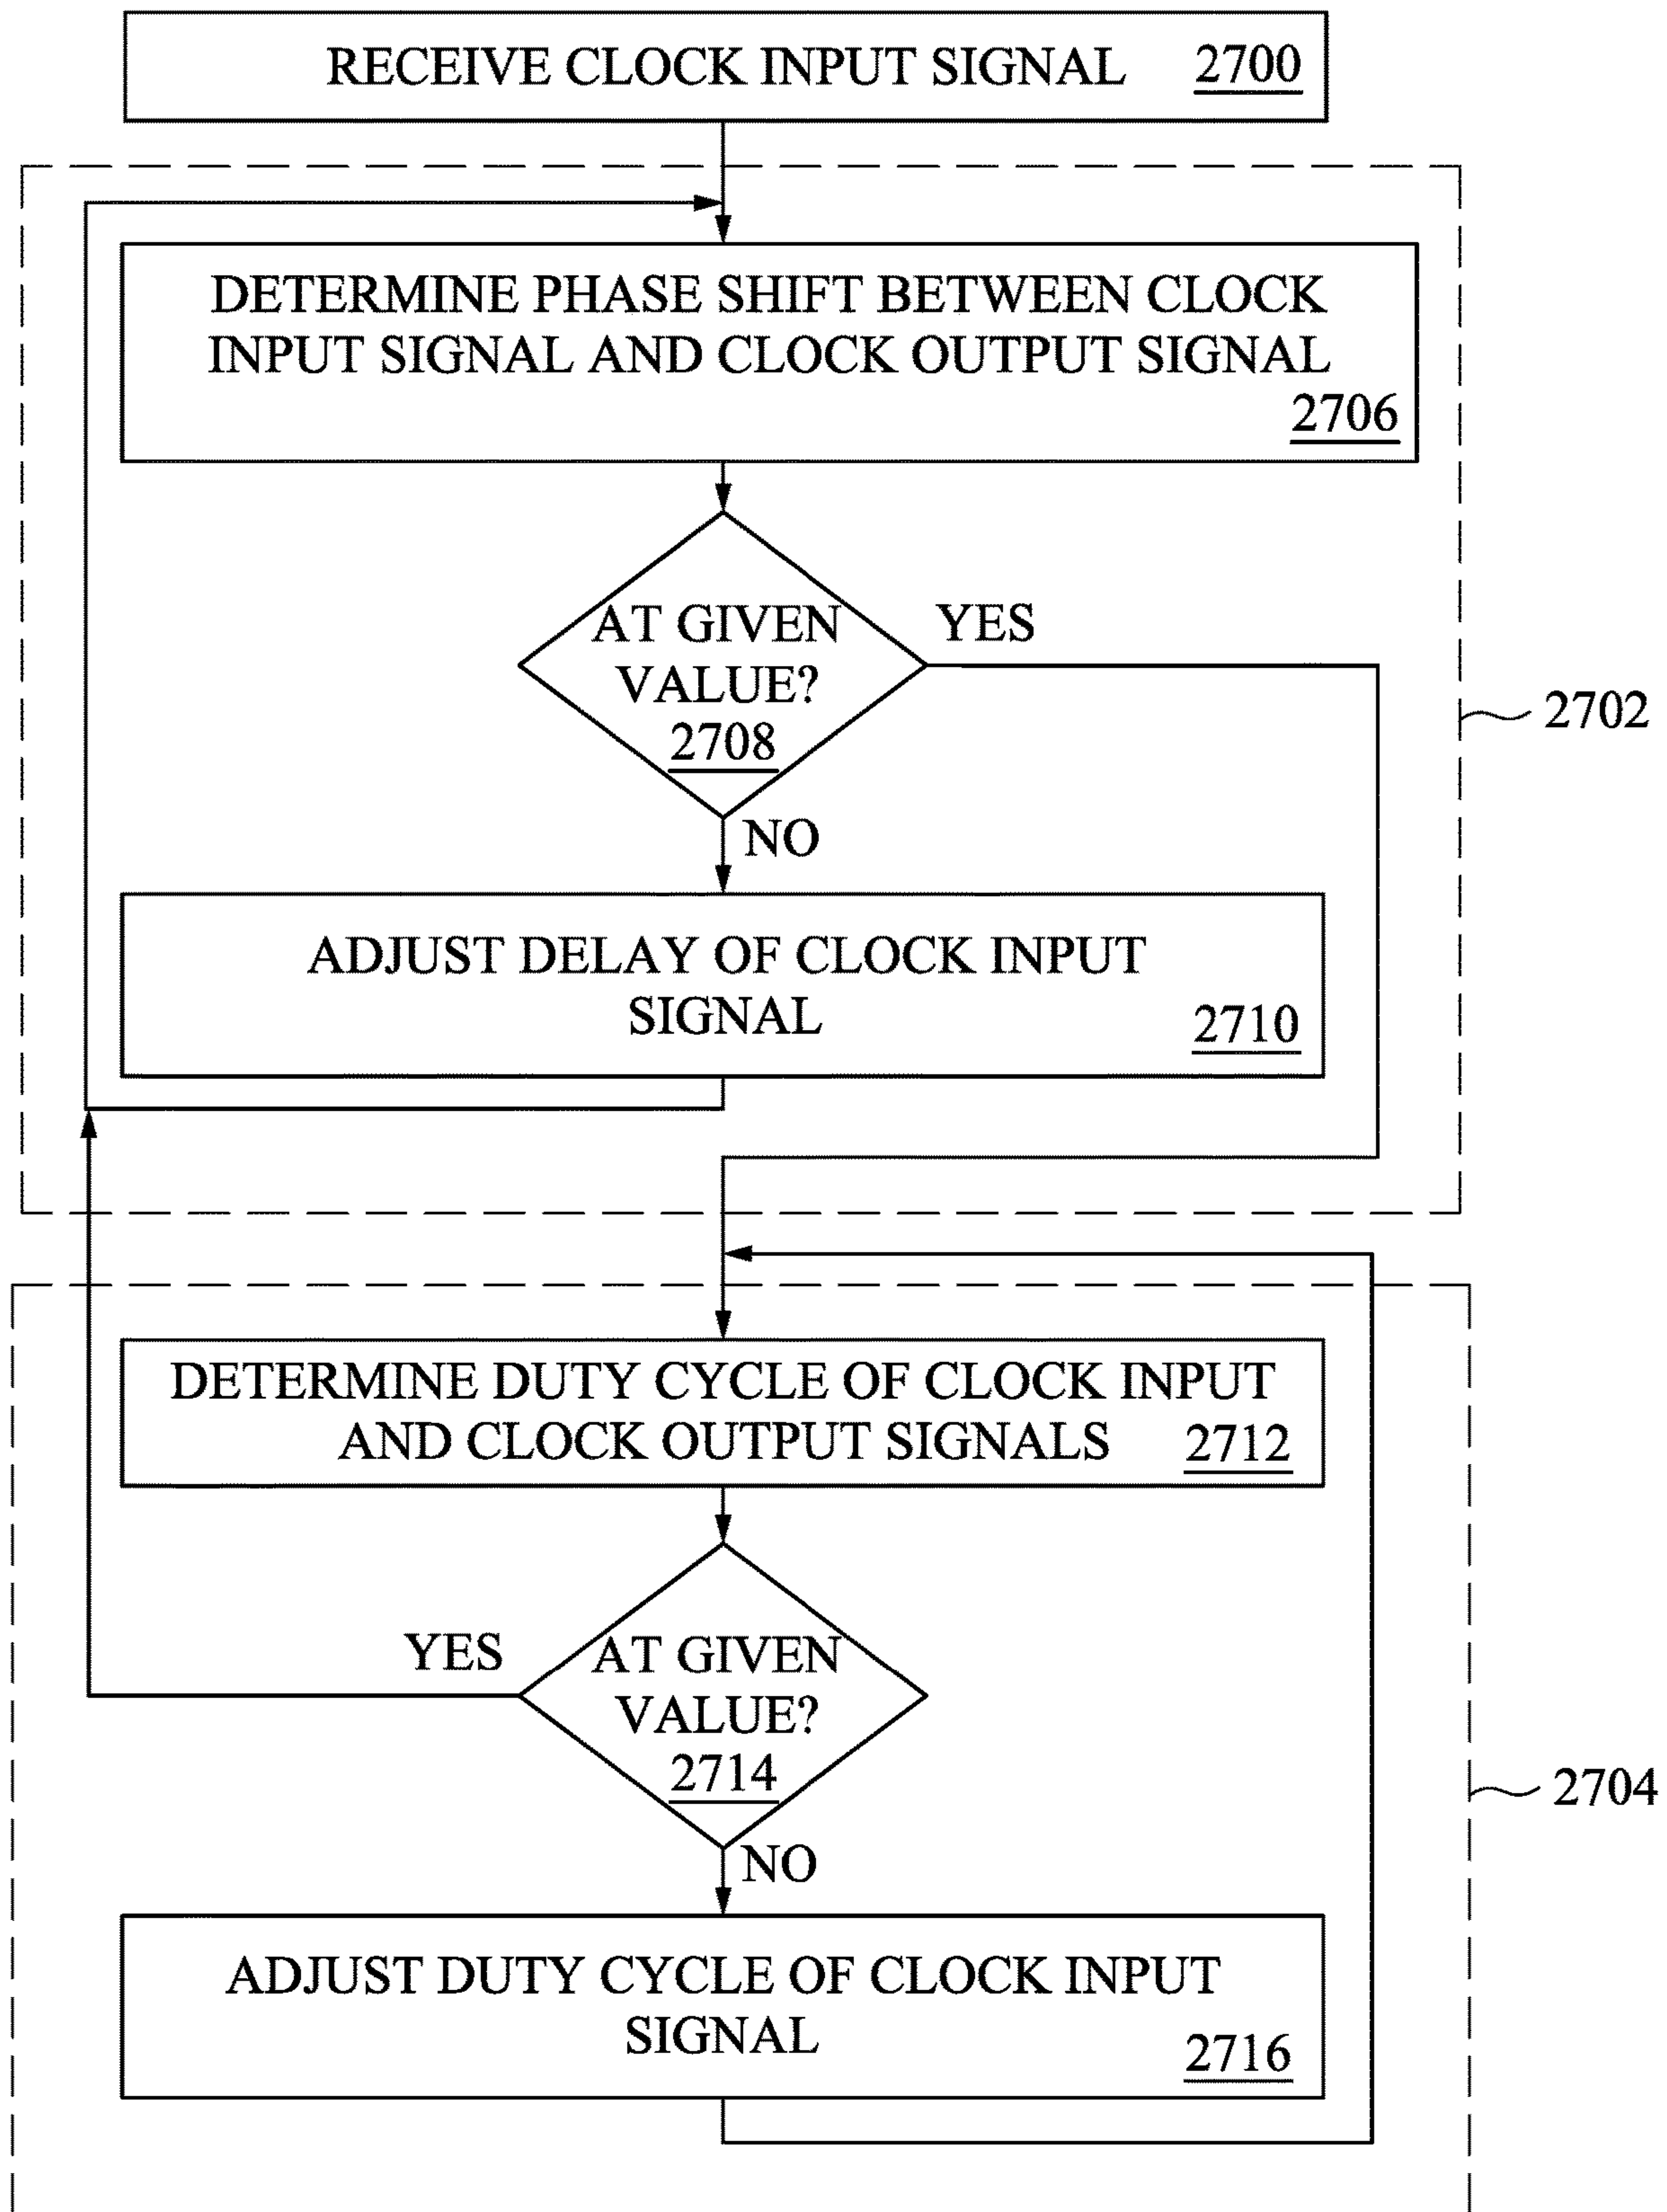 RECEIVE CLOCK INPUT SIGNAL 2700
DETERMINE PHASE SHIFT BETWEEN CLOCK
INPUT SIGNAL AND CLOCK OUTPUT SIGNAL
2706
AT GIVEN
VALUE?
2708
YES
2702
NO
ADJUST DELAY OF CLOCK INPUT
SIGNAL 2710
DETERMINE DUTY CYCLE OF CLOCK INPUT
AND CLOCK OUTPUT SIGNALS 2712
YES
AT GIVEN
VALUE?
2714
2704
NO
ADJUST DUTY CYCLE OF CLOCK INPUT
SIGNAL 2716